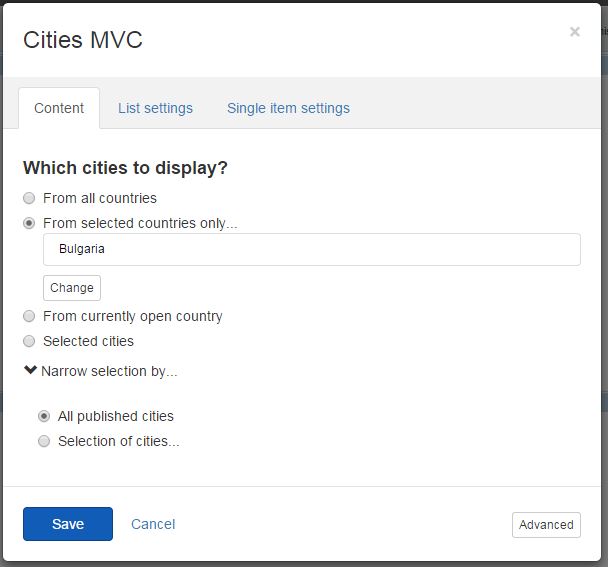 Cities MVC
×
Content List settings Single item settings
Which cities to display?
From all countries
From selected countries only...
Bulgaria
Change
From currently open country
Selected cities
Narrow selection by...
All published cities
Selection of cities...
Save Cancel Advanced